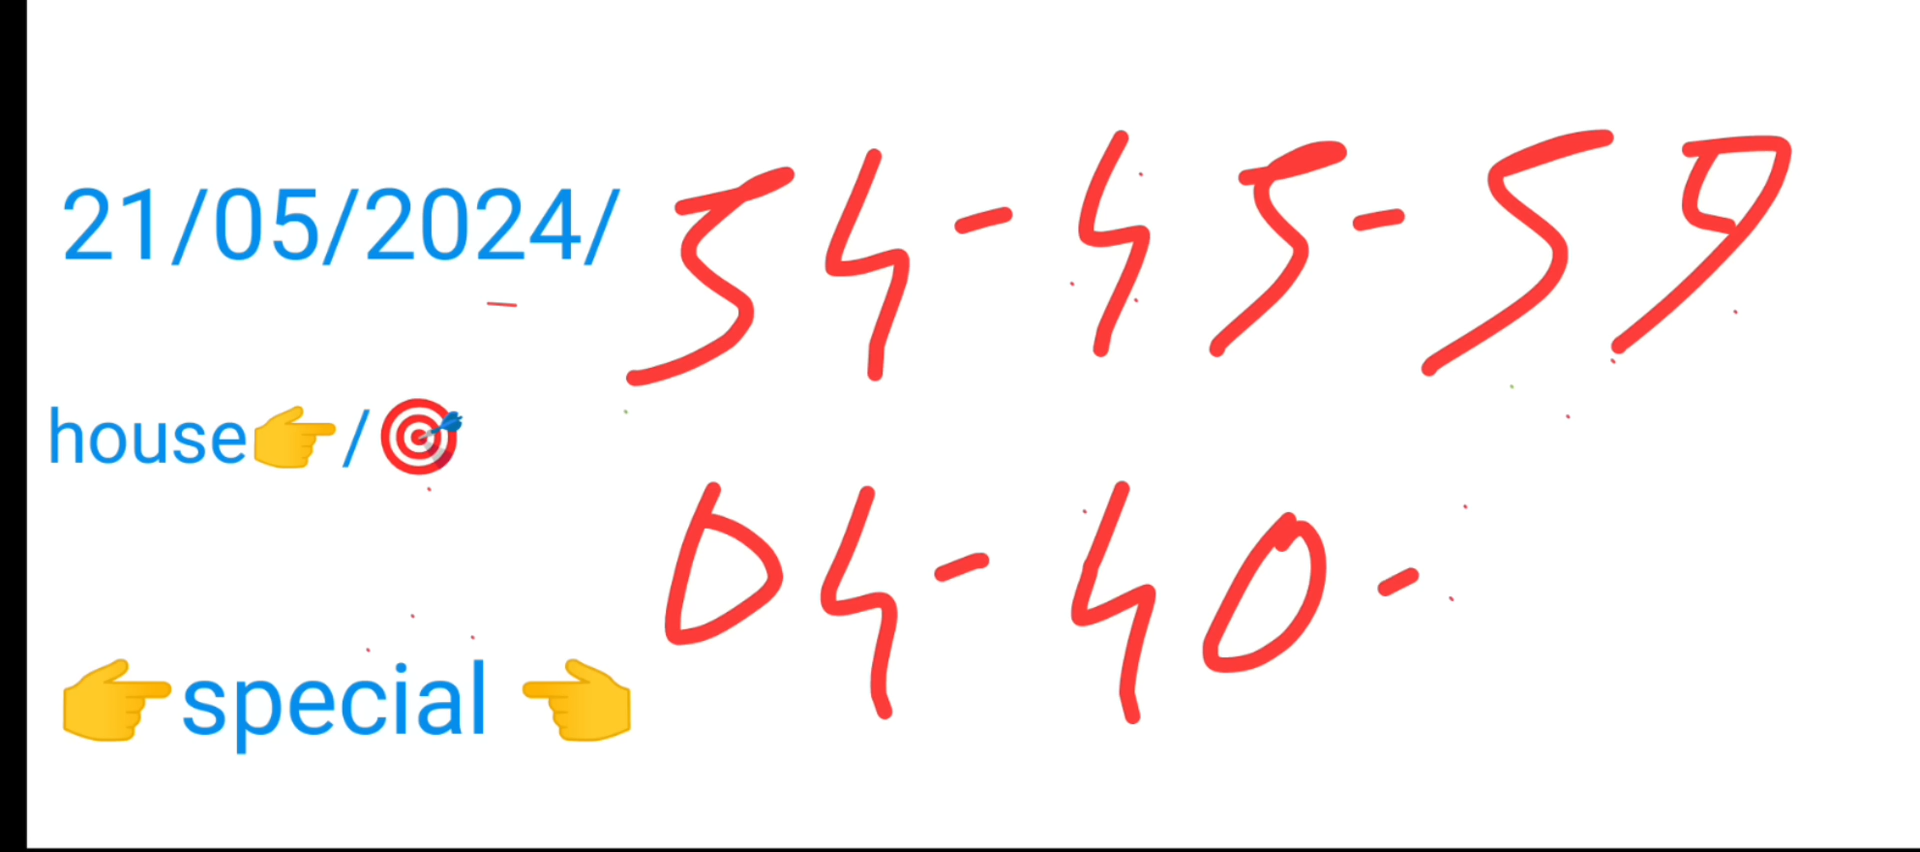 21/05/2024/ 54-45-59
house👉/🎯 04-40-
👉special 👈